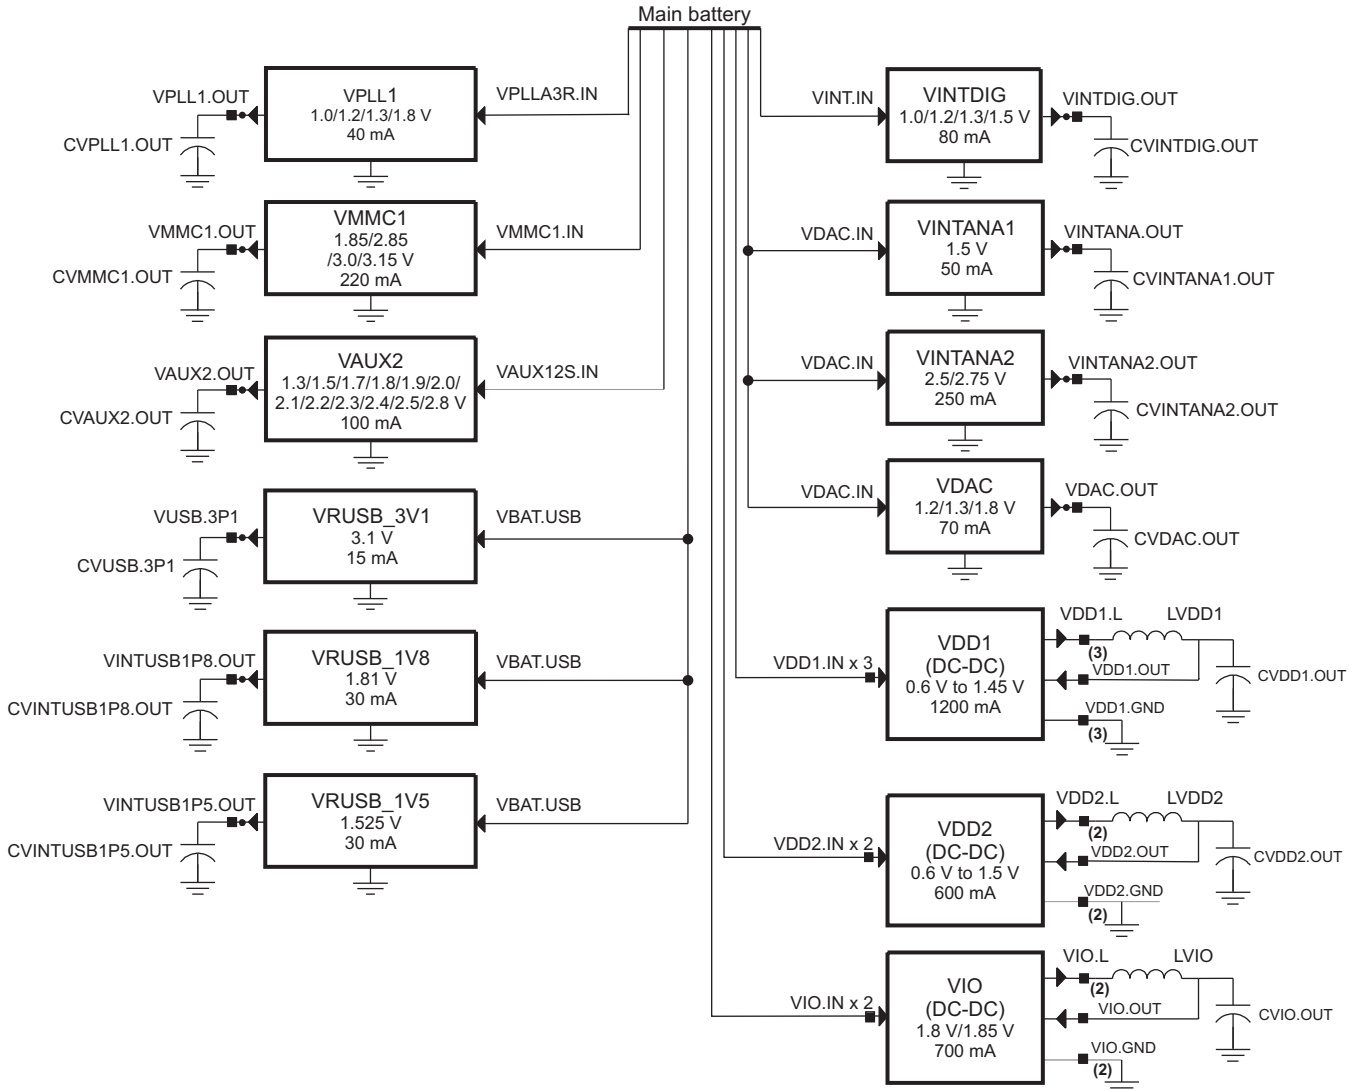 Main battery
VPLL1.OUT
CVPLL1.OUT
VPLL1
1.0/1.2/1.3/1.8 V
40 mA
VPLLA3R.IN
VMMC1.OUT
CVMMC1.OUT
VMMC1
1.85/2.85
/3.0/3.15 V
220 mA
VMMC1.IN
VAUX2.OUT
CVAUX2.OUT
VAUX2
1.3/1.5/1.7/1.8/1.9/2.0/
2.1/2.2/2.3/2.4/2.5/2.8 V
100 mA
VAUX12S.IN
VUSB.3P1
CVUSB.3P1
VRUSB_3V1
3.1 V
15 mA
VBAT.USB
VINTUSB1P8.OUT
CVINTUSB1P8.OUT
VRUSB_1V8
1.81 V
30 mA
VBAT.USB
VINTUSB1P5.OUT
CVINTUSB1P5.OUT
VRUSB_1V5
1.525 V
30 mA
VBAT.USB
VINT.IN
VINTDIG
1.0/1.2/1.3/1.5 V
80 mA
VINTDIG.OUT
CVINTDIG.OUT
VDAC.IN
VINTANA1
1.5 V
50 mA
VINTANA.OUT
CVINTANA1.OUT
VDAC.IN
VINTANA2
2.5/2.75 V
250 mA
VINTANA2.OUT
CVINTANA2.OUT
VDAC.IN
VDAC
1.2/1.3/1.8 V
70 mA
VDAC.OUT
CVDAC.OUT
VDD1.IN x 3
VDD1
(DC-DC)
0.6 V to 1.45 V
1200 mA
VDD1.L
LVDD1
(3)
VDD1.OUT
CVDD1.OUT
VDD1.GND
(3)
VDD2.IN x 2
VDD2
(DC-DC)
0.6 V to 1.5 V
600 mA
VDD2.L
LVDD2
(2)
VDD2.OUT
CVDD2.OUT
VDD2.GND
(2)
VIO.IN x 2
VIO
(DC-DC)
1.8 V/1.85 V
700 mA
VIO.L
LVIO
(2)
VIO.OUT
CVIO.OUT
VIO.GND
(2)